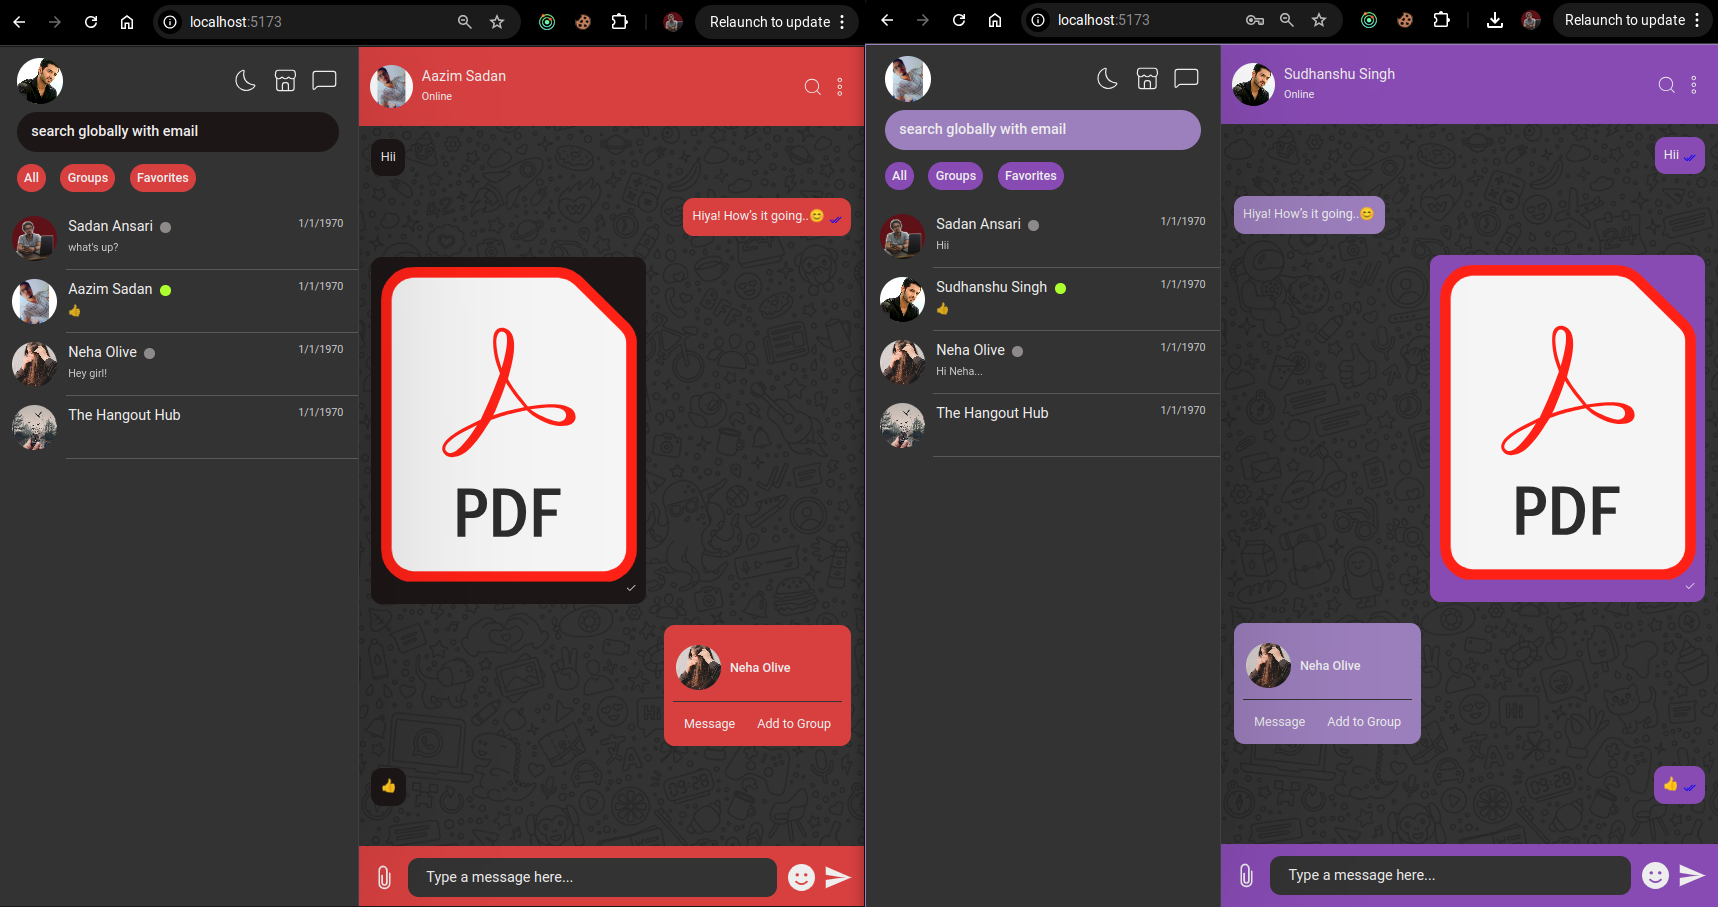 localhost:5173
Relaunch to update
search globally with email
All
Groups
Favorites
Sadan Ansari
1/1/1970
what's up?
Aazim Sadan
1/1/1970
👍
Neha Olive
1/1/1970
Hey girl!
The Hangout Hub
1/1/1970
Aazim Sadan
Online
Hii
Hiya! How's it going..😊
PDF
Neha Olive
Message
Add to Group
👍
Type a message here...
localhost:5173
Relaunch to update
search globally with email
All
Groups
Favorites
Sadan Ansari
1/1/1970
Hii
Sudhanshu Singh
1/1/1970
👍
Neha Olive
1/1/1970
Hi Neha...
The Hangout Hub
1/1/1970
Sudhanshu Singh
Online
Hii
Hiya! How's it going..😊
PDF
Neha Olive
Message
Add to Group
👍
Type a message here...